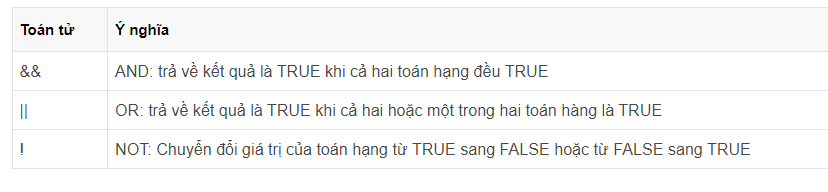 Toán tử Ý nghĩa
&& AND: trả về kết quả là TRUE khi cả hai toán hạng đều TRUE
|| OR: trả về kết quả là TRUE khi cả hai hoặc một trong hai toán hàng là TRUE
! NOT: Chuyển đổi giá trị của toán hạng từ TRUE sang FALSE hoặc từ FALSE sang TRUE